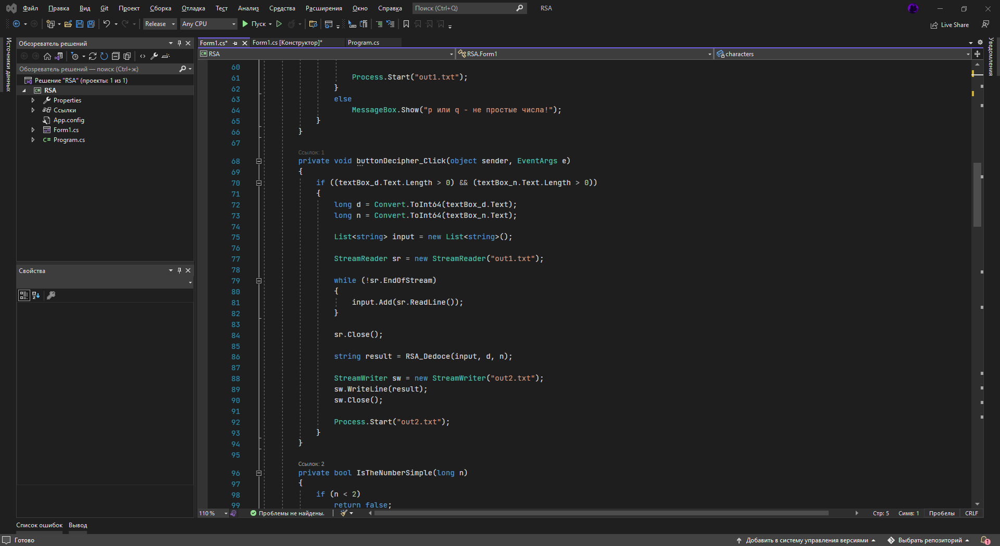 Файл Правка Вид Git Проект Сборка Отладка Тест Анализ Средства Расширения Окно Справка Поиск (Ctrl+Q) RSA
Release Any CPU Пуск Live Share
Источники данных
Обозреватель решений
Обозреватель решений — поиск (Ctrl+ж)
Решение "RSA" (проекты: 1 из 1)
RSA
Properties
Ссылки
App.config
Form1.cs
C# Program.cs
Свойства
Form1.cs* Form1.cs [Конструктор]* Program.cs
C# RSA RSA.Form1 characters
Уведомления
60
61 Process.Start("out1.txt");
62 }
63 else
64 MessageBox.Show("p или q - не простые числа!");
65 }
66 }
67
Ссылок: 1
68 private void buttonDecipher_Click(object sender, EventArgs e)
69 {
70 if ((textBox_d.Text.Length > 0) && (textBox_n.Text.Length > 0))
71 {
72 long d = Convert.ToInt64(textBox_d.Text);
73 long n = Convert.ToInt64(textBox_n.Text);
74
75 List<string> input = new List<string>();
76
77 StreamReader sr = new StreamReader("out1.txt");
78
79 while (!sr.EndOfStream)
80 {
81 input.Add(sr.ReadLine());
82 }
83
84 sr.Close();
85
86 string result = RSA_Dedoce(input, d, n);
87
88 StreamWriter sw = new StreamWriter("out2.txt");
89 sw.WriteLine(result);
90 sw.Close();
91
92 Process.Start("out2.txt");
93 }
94 }
95
Ссылок: 2
96 private bool IsTheNumberSimple(long n)
97 {
98 if (n < 2)
99 return false;
110 % Проблемы не найдены. Стр: 5 Симв: 1 Пробелы CRLF
Список ошибок Вывод
Готово Добавить в систему управления версиями Выбрать репозиторий 1